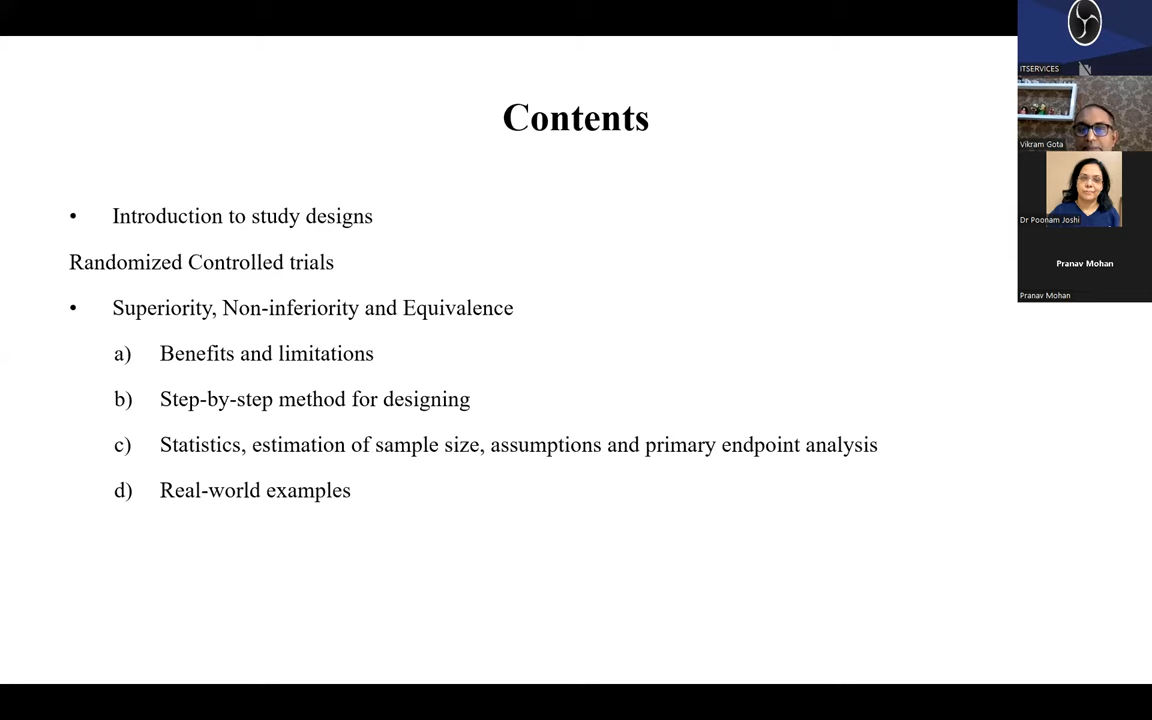 Contents
• Introduction to study designs
Randomized Controlled trials
• Superiority, Non-inferiority and Equivalence
a) Benefits and limitations
b) Step-by-step method for designing
c) Statistics, estimation of sample size, assumptions and primary endpoint analysis
d) Real-world examples
ITSERVICES
Vikram Gota
Dr Poonam Joshi
Pranav Mohan
Pranav Mohan